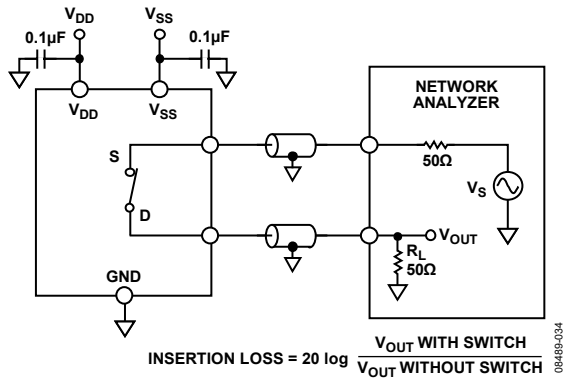 VDD
VSS
0.1µF
0.1µF
VDD
VSS
NETWORK
ANALYZER
S
50Ω
VS
D
VOUT
RL
50Ω
GND
INSERTION LOSS = 20 log VOUT WITH SWITCH
VOUT WITHOUT SWITCH
08489-034